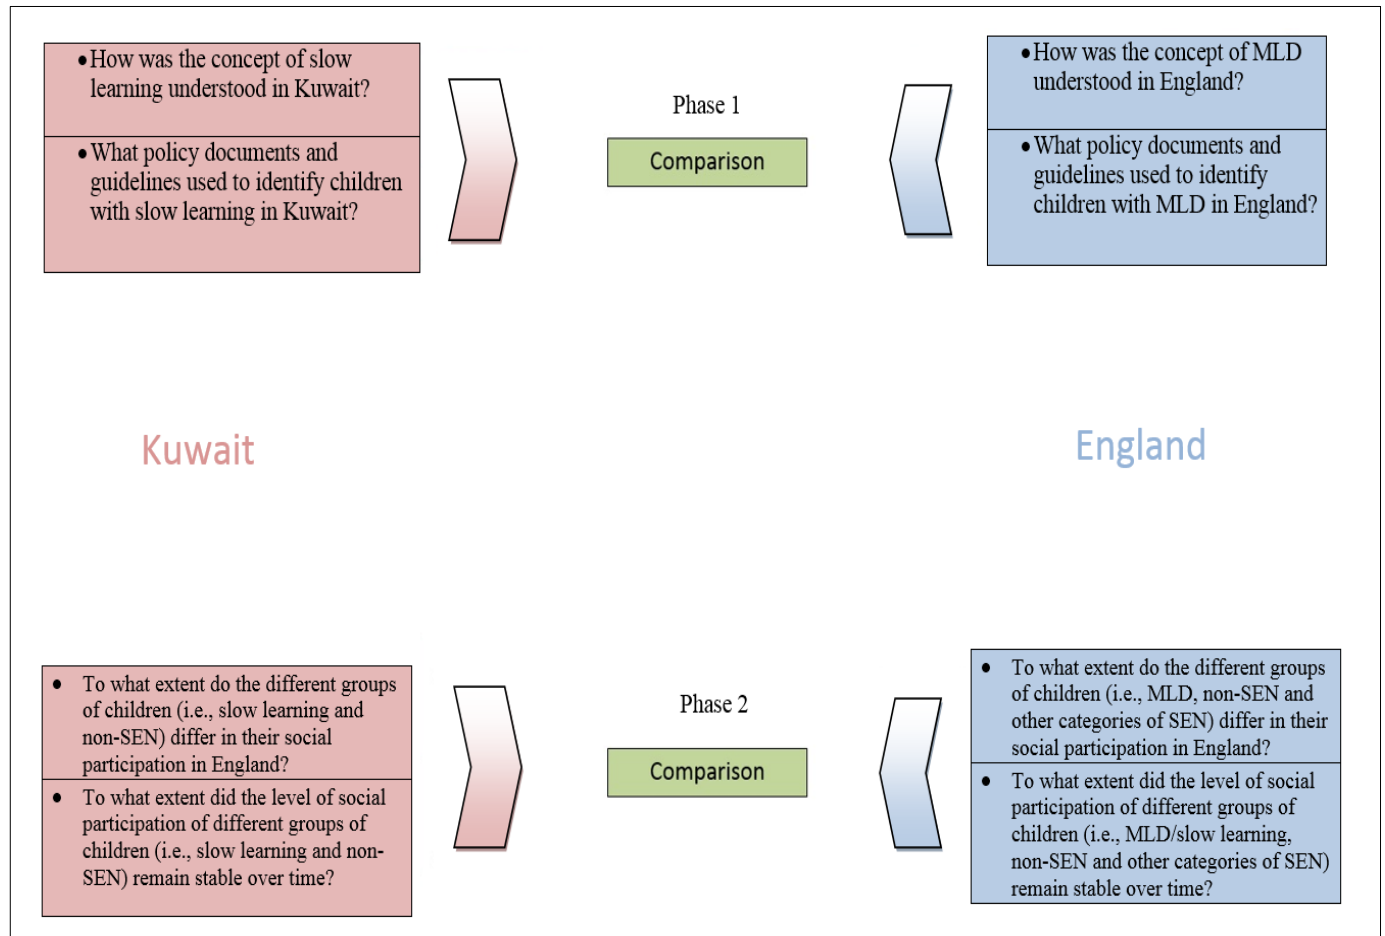 • How was the concept of slow
learning understood in Kuwait?
• What policy documents and
guidelines used to identify children
with slow learning in Kuwait?
Phase 1
Comparison
• How was the concept of MLD
understood in England?
• What policy documents and
guidelines used to identify
children with MLD in England?
Kuwait
England
• To what extent do the different groups
of children (i.e., slow learning and
non-SEN) differ in their social
participation in England?
• To what extent did the level of social
participation of different groups of
children (i.e., slow learning and non-
SEN) remain stable over time?
Phase 2
Comparison
• To what extent do the different groups
of children (i.e., MLD, non-SEN and
other categories of SEN) differ in their
social participation in England?
• To what extent did the level of social
participation of different groups of
children (i.e., MLD/slow learning,
non-SEN and other categories of SEN)
remain stable over time?